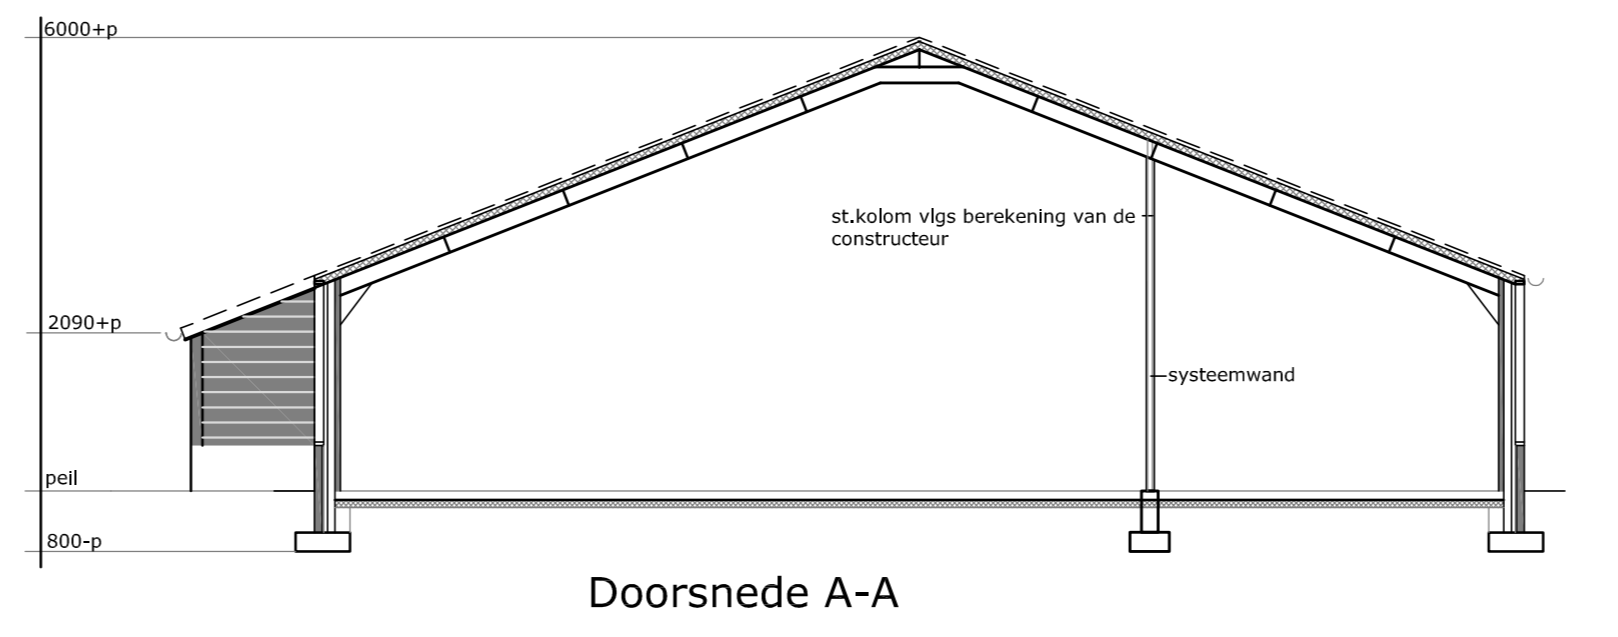 6000+p
st.kolom vlgs berekening van de
constructeur
2090+p
systeemwand
peil
800-p
Doorsnede A-A